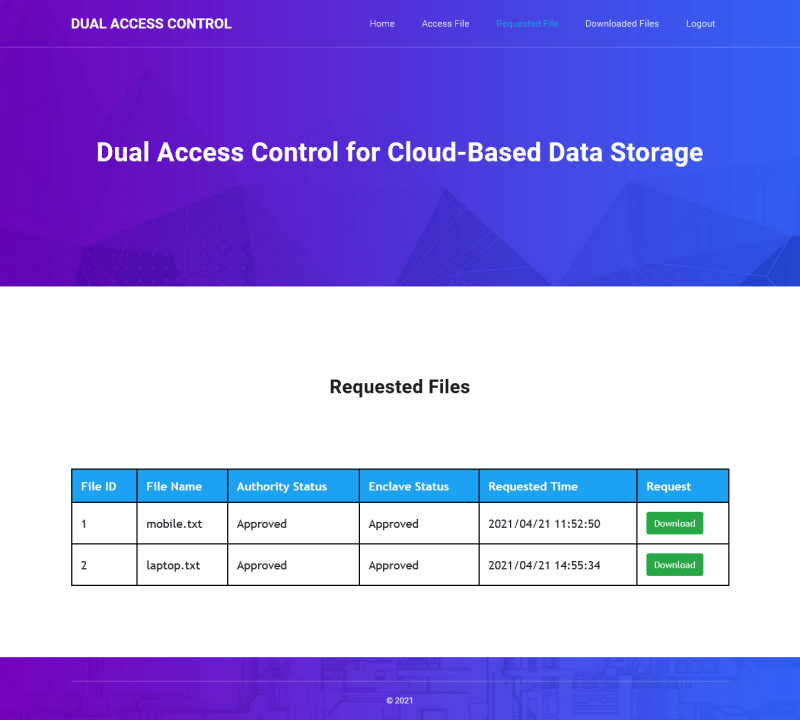 DUAL ACCESS CONTROL Home Access File Requested File Downloaded Files Logout
Dual Access Control for Cloud-Based Data Storage
Requested Files
File ID File Name Authority Status Enclave Status Requested Time Request
1 mobile.txt Approved Approved 2021/04/21 11:52:50 Download
2 laptop.txt Approved Approved 2021/04/21 14:55:34 Download
© 2021